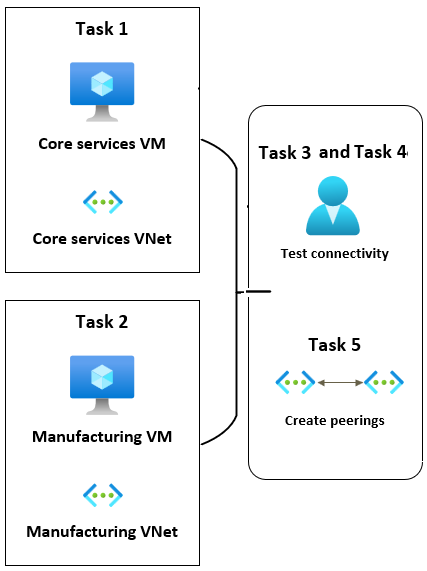 Task 1
Core services VM
Core services VNet
Task 2
Manufacturing VM
Manufacturing VNet
Task 3 and Task 4
Test connectivity
Task 5
Create peerings